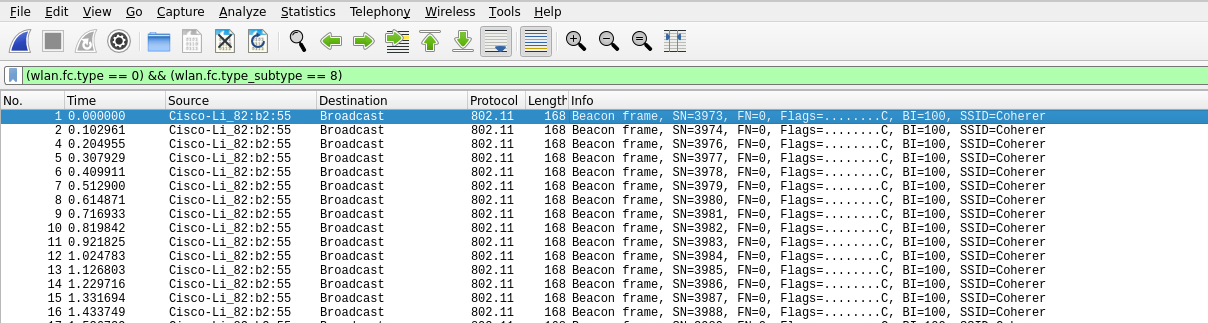 File Edit View Go Capture Analyze Statistics Telephony Wireless Tools Help
(wlan.fc.type == 0) && (wlan.fc.type_subtype == 8)
No. Time Source Destination Protocol Length Info
1 0.000000 Cisco-Li_82:b2:55 Broadcast 802.11 168 Beacon frame, SN=3973, FN=0, Flags=........C, BI=100, SSID=Coherer
2 0.102961 Cisco-Li_82:b2:55 Broadcast 802.11 168 Beacon frame, SN=3974, FN=0, Flags=........C, BI=100, SSID=Coherer
4 0.204955 Cisco-Li_82:b2:55 Broadcast 802.11 168 Beacon frame, SN=3976, FN=0, Flags=........C, BI=100, SSID=Coherer
5 0.307929 Cisco-Li_82:b2:55 Broadcast 802.11 168 Beacon frame, SN=3977, FN=0, Flags=........C, BI=100, SSID=Coherer
6 0.409911 Cisco-Li_82:b2:55 Broadcast 802.11 168 Beacon frame, SN=3978, FN=0, Flags=........C, BI=100, SSID=Coherer
7 0.512900 Cisco-Li_82:b2:55 Broadcast 802.11 168 Beacon frame, SN=3979, FN=0, Flags=........C, BI=100, SSID=Coherer
8 0.614871 Cisco-Li_82:b2:55 Broadcast 802.11 168 Beacon frame, SN=3980, FN=0, Flags=........C, BI=100, SSID=Coherer
9 0.716933 Cisco-Li_82:b2:55 Broadcast 802.11 168 Beacon frame, SN=3981, FN=0, Flags=........C, BI=100, SSID=Coherer
10 0.819842 Cisco-Li_82:b2:55 Broadcast 802.11 168 Beacon frame, SN=3982, FN=0, Flags=........C, BI=100, SSID=Coherer
11 0.921825 Cisco-Li_82:b2:55 Broadcast 802.11 168 Beacon frame, SN=3983, FN=0, Flags=........C, BI=100, SSID=Coherer
12 1.024783 Cisco-Li_82:b2:55 Broadcast 802.11 168 Beacon frame, SN=3984, FN=0, Flags=........C, BI=100, SSID=Coherer
13 1.126803 Cisco-Li_82:b2:55 Broadcast 802.11 168 Beacon frame, SN=3985, FN=0, Flags=........C, BI=100, SSID=Coherer
14 1.229716 Cisco-Li_82:b2:55 Broadcast 802.11 168 Beacon frame, SN=3986, FN=0, Flags=........C, BI=100, SSID=Coherer
15 1.331694 Cisco-Li_82:b2:55 Broadcast 802.11 168 Beacon frame, SN=3987, FN=0, Flags=........C, BI=100, SSID=Coherer
16 1.433749 Cisco-Li_82:b2:55 Broadcast 802.11 168 Beacon frame, SN=3988, FN=0, Flags=........C, BI=100, SSID=Coherer